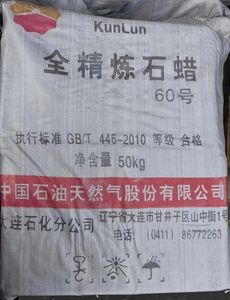 KunLun
全精炼石蜡
60号
执行标准 GB/T 446-2010 等级 合格
净含量 50kg
中国石油天然气股份有限公司
大连石化分公司
辽宁省大连市甘井子区山中街1号
电话: (0411) 86772263